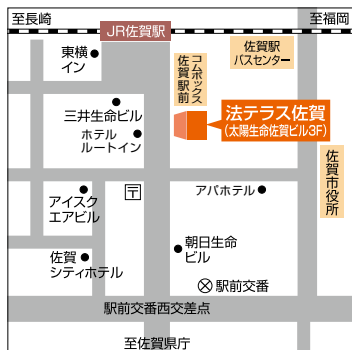 至長崎
至福岡
JR佐賀駅
東横
イン
コムボックス
佐賀駅前
佐賀駅
バスセンター
三井生命ビル
ホテル
ルートイン
法テラス佐賀
(太陽生命佐賀ビル3F)
佐賀市役所
アイスク
エアビル
アパホテル
佐賀
シティホテル
朝日生命
ビル
駅前交番
駅前交番西交差点
至佐賀県庁